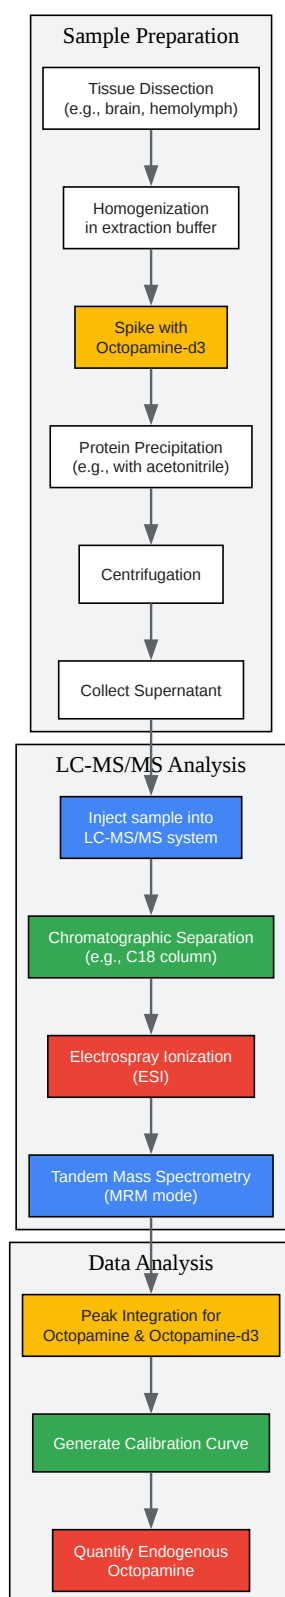 Sample Preparation
Tissue Dissection
(e.g., brain, hemolymph)
Homogenization
in extraction buffer
Spike with
Octopamine-d3
Protein Precipitation
(e.g., with acetonitrile)
Centrifugation
Collect Supernatant
LC-MS/MS Analysis
Inject sample into
LC-MS/MS system
Chromatographic Separation
(e.g., C18 column)
Electrospray Ionization
(ESI)
Tandem Mass Spectrometry
(MRM mode)
Data Analysis
Peak Integration for
Octopamine & Octopamine-d3
Generate Calibration Curve
Quantify Endogenous
Octopamine